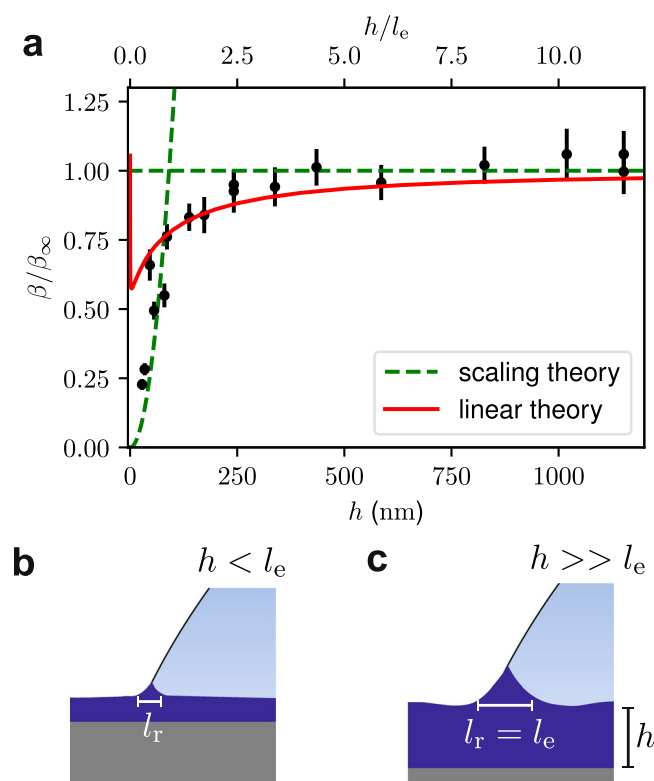 a
h/l_e
0.0 2.5 5.0 7.5 10.0
1.25
1.00
0.75
0.50
0.25
0.00
β/β_∞
scaling theory
linear theory
0 250 500 750 1000
h (nm)
b
h < l_e
c
h >> l_e
l_r
l_r = l_e
h